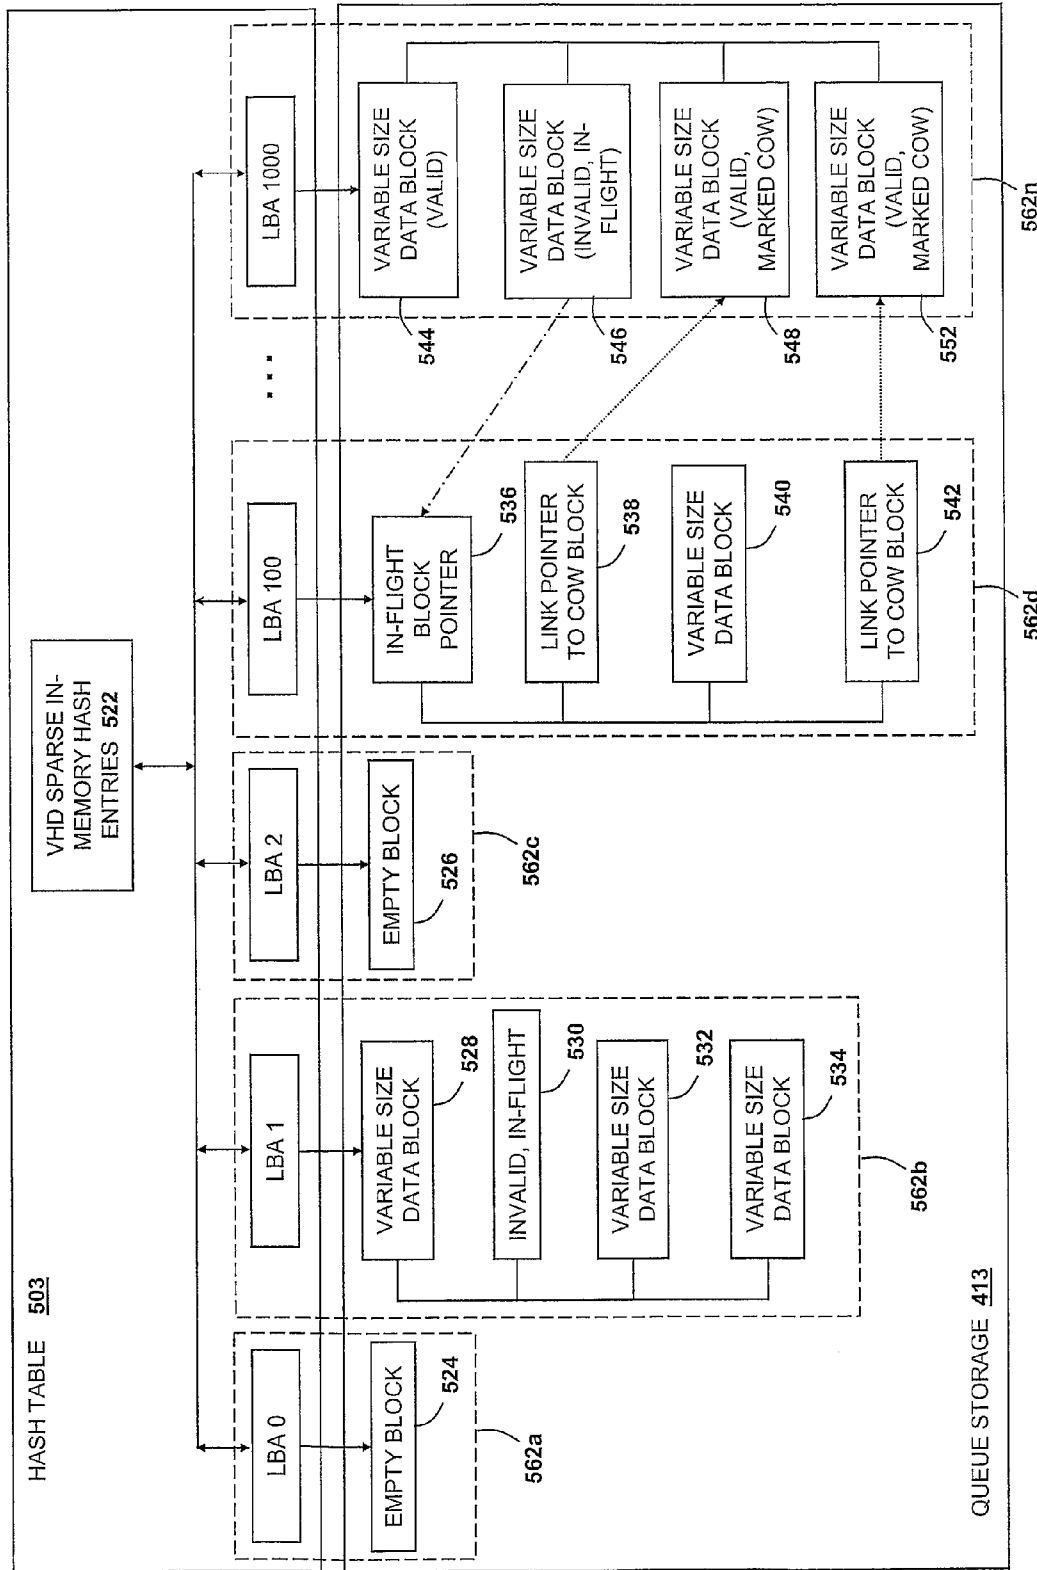 HASH TABLE 503
VHD SPARSE IN-
MEMORY HASH
ENTRIES 522
LBA 0
EMPTY BLOCK
524
562a
LBA 1
VARIABLE SIZE
DATA BLOCK
528
INVALID, IN-FLIGHT
530
VARIABLE SIZE
DATA BLOCK
532
VARIABLE SIZE
DATA BLOCK
534
562b
LBA 2
EMPTY BLOCK
526
562c
LBA 100
IN-FLIGHT
BLOCK
POINTER
536
LINK POINTER
TO COW BLOCK
538
VARIABLE SIZE
DATA BLOCK
540
LINK POINTER
TO COW BLOCK
542
562d
...
LBA 1000
VARIABLE SIZE
DATA BLOCK
(VALID)
544
VARIABLE SIZE
DATA BLOCK
(INVALID, IN-
FLIGHT)
546
VARIABLE SIZE
DATA BLOCK
(VALID,
MARKED COW)
548
VARIABLE SIZE
DATA BLOCK
(VALID,
MARKED COW)
552
562n
QUEUE STORAGE 413